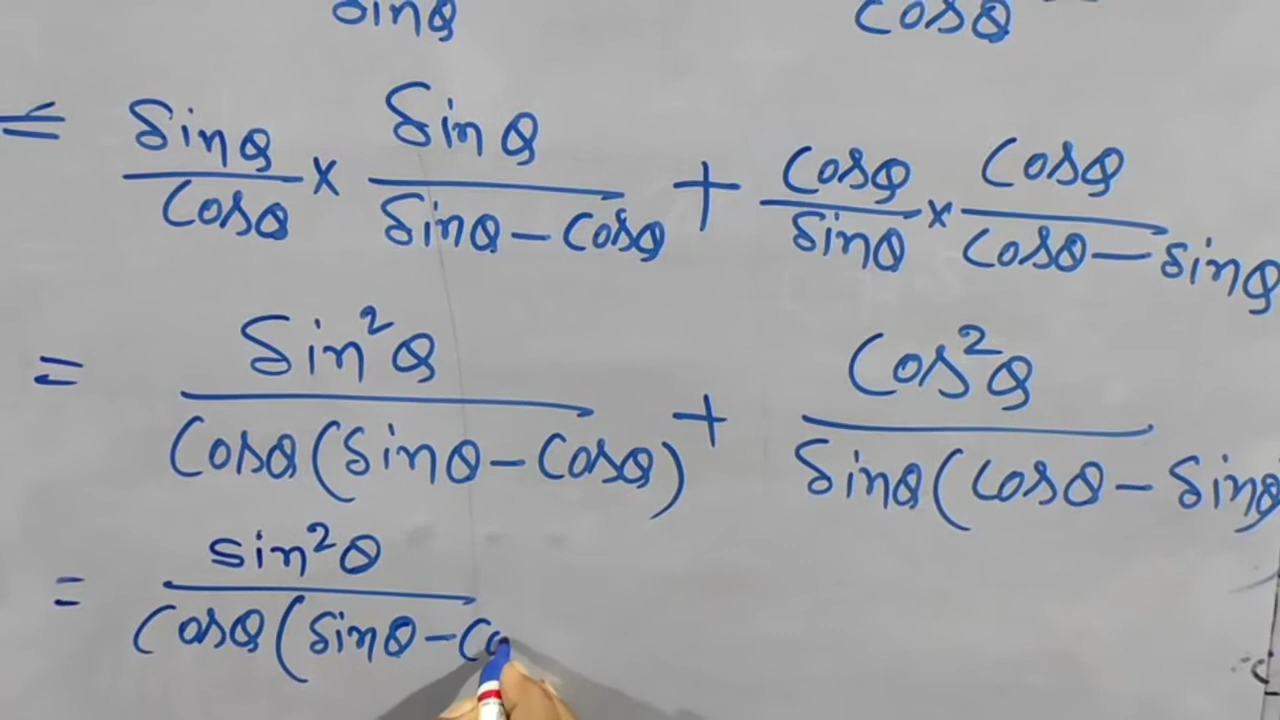 sinθ cosθ
= sinθ/cosθ × sinθ/(sinθ - cosθ) + cosθ/sinθ × cosθ/(cosθ - sinθ)
= sin²θ/(cosθ(sinθ - cosθ)) + cos²θ/(sinθ(cosθ - sinθ
= sin²θ/(cosθ(sinθ - co